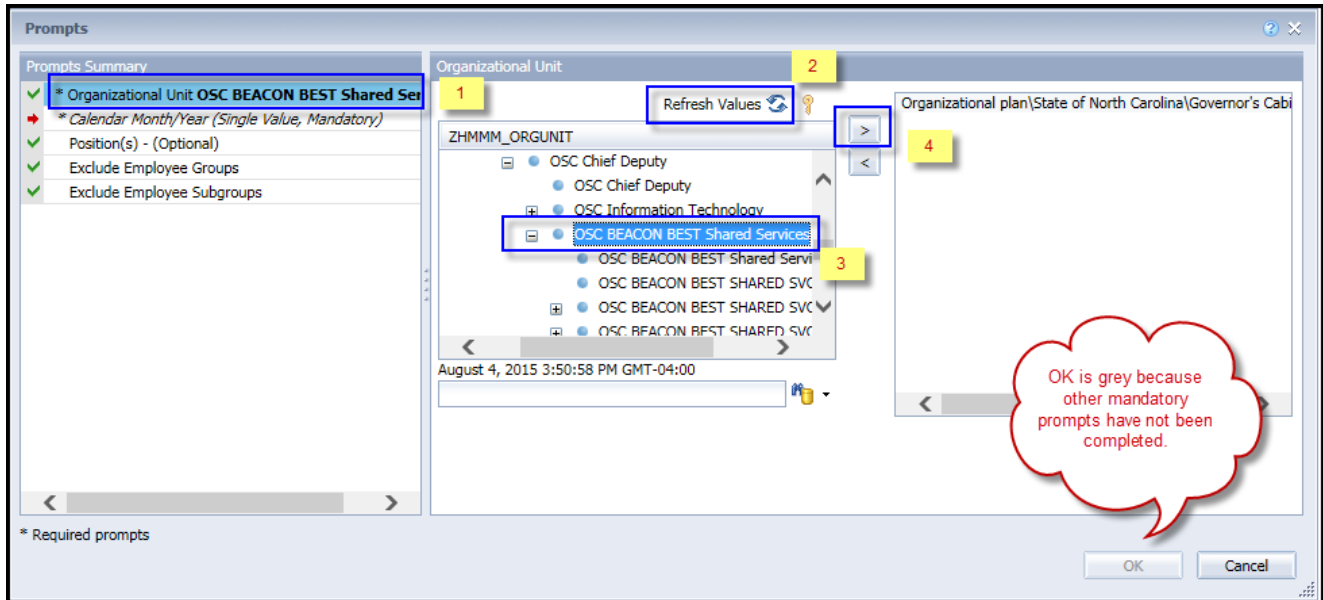 Prompts
Prompts Summary
* Organizational Unit OSC BEACON BEST Shared Ser
* Calendar Month/Year (Single Value, Mandatory)
Position(s) - (Optional)
Exclude Employee Groups
Exclude Employee Subgroups
1
Organizational Unit
2
Refresh Values
ZHMMM_ORGUNIT
OSC Chief Deputy
OSC Chief Deputy
OSC Information Technology
OSC BEACON BEST Shared Services
OSC BEACON BEST Shared Servi
OSC BEACON BEST SHARED SVC
OSC BEACON BEST SHARED SVC
OSC BEACON BEST SHARED SVC
3
August 4, 2015 3:50:58 PM GMT-04:00
>
<
4
Organizational plan\State of North Carolina\Governor's Cabi
OK is grey because
other mandatory
prompts have not been
completed.
* Required prompts
OK
Cancel